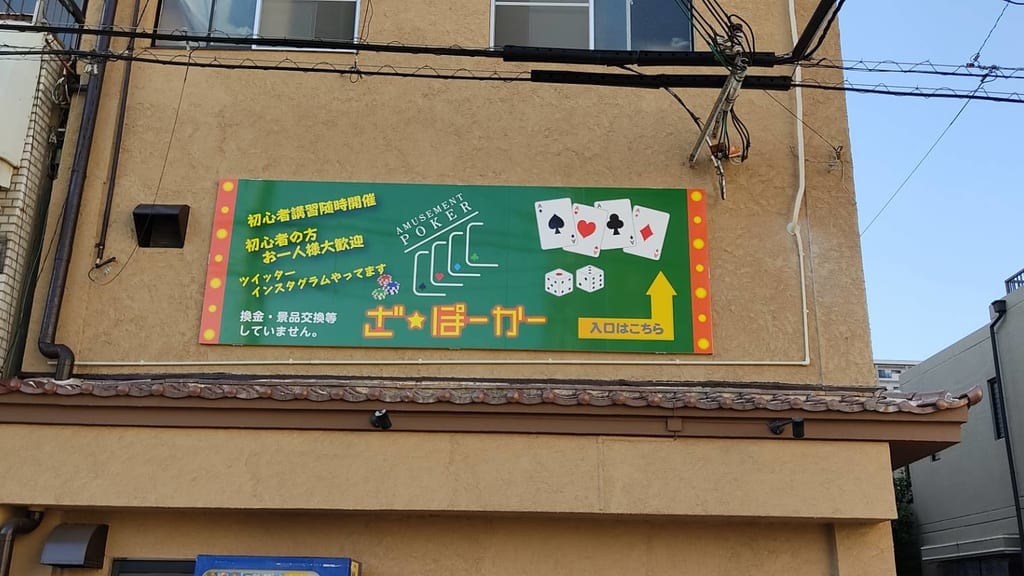 初心者講習随時開催
初心者の方
お一人様大歓迎
ツイッター
インスタグラムやってます
換金・景品交換等
していません。
AMUSEMENT
POKER
ざ★ぽーかー
A
A
A
A
入口はこちら